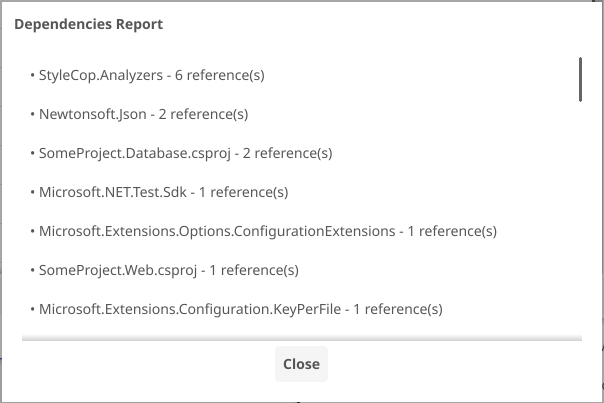 Dependencies Report
• StyleCop.Analyzers - 6 reference(s)
• Newtonsoft.Json - 2 reference(s)
• SomeProject.Database.csproj - 2 reference(s)
• Microsoft.NET.Test.Sdk - 1 reference(s)
• Microsoft.Extensions.Options.ConfigurationExtensions - 1 reference(s)
• SomeProject.Web.csproj - 1 reference(s)
• Microsoft.Extensions.Configuration.KeyPerFile - 1 reference(s)
Close